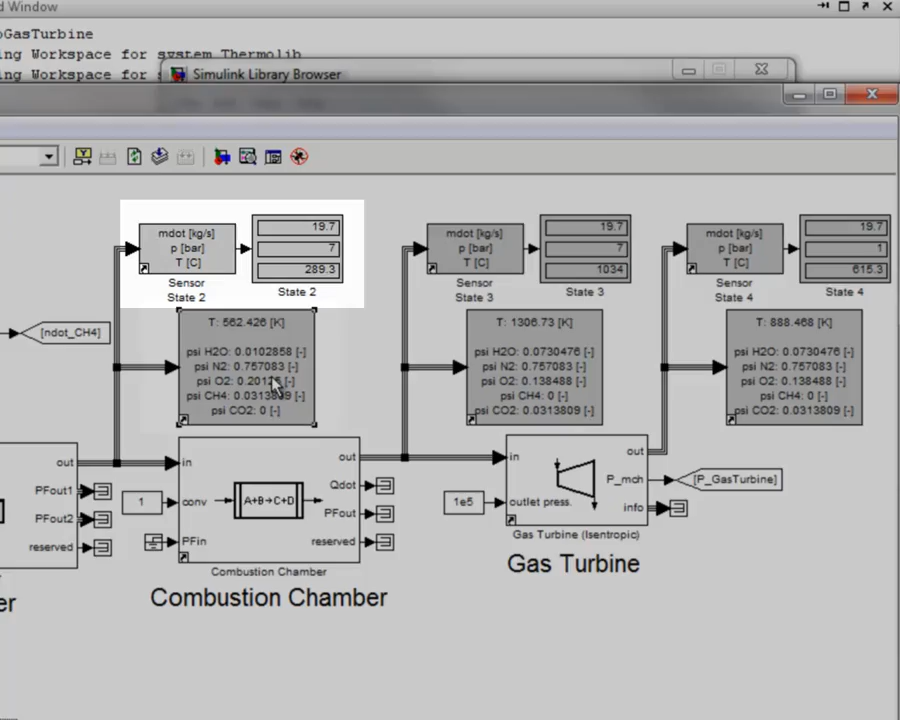 d Window
oGasTurbine
ing Workspace for system Thermolib
ing Workspace for
Simulink Library Browser
mdot [kg/s]
p [bar]
T [C]
19.7
7
289.3
Sensor
State 2
State 2
mdot [kg/s]
p [bar]
T [C]
19.7
7
1034
Sensor
State 3
State 3
mdot [kg/s]
p [bar]
T [C]
19.7
1
615.3
Sensor
State 4
State 4
[ndot_CH4]
T: 562.426 [K]
psi H2O: 0.0102858 [-]
psi N2: 0.757083 [-]
psi O2: 0.2012 [-]
psi CH4: 0.0313809 [-]
psi CO2: 0 [-]
T: 1306.73 [K]
psi H2O: 0.0730476 [-]
psi N2: 0.757083 [-]
psi O2: 0.138488 [-]
psi CH4: 0 [-]
psi CO2: 0.0313809 [-]
T: 888.468 [K]
psi H2O: 0.0730476 [-]
psi N2: 0.757083 [-]
psi O2: 0.138488 [-]
psi CH4: 0 [-]
psi CO2: 0.0313809 [-]
out
PFout1
PFout2
reserved
er
in
1
conv
PFin
A+B→C+D
out
Qdot
PFout
reserved
Combustion Chamber
Combustion Chamber
in
1e5
outlet press.
out
P_mch
info
[P_GasTurbine]
Gas Turbine (Isentropic)
Gas Turbine